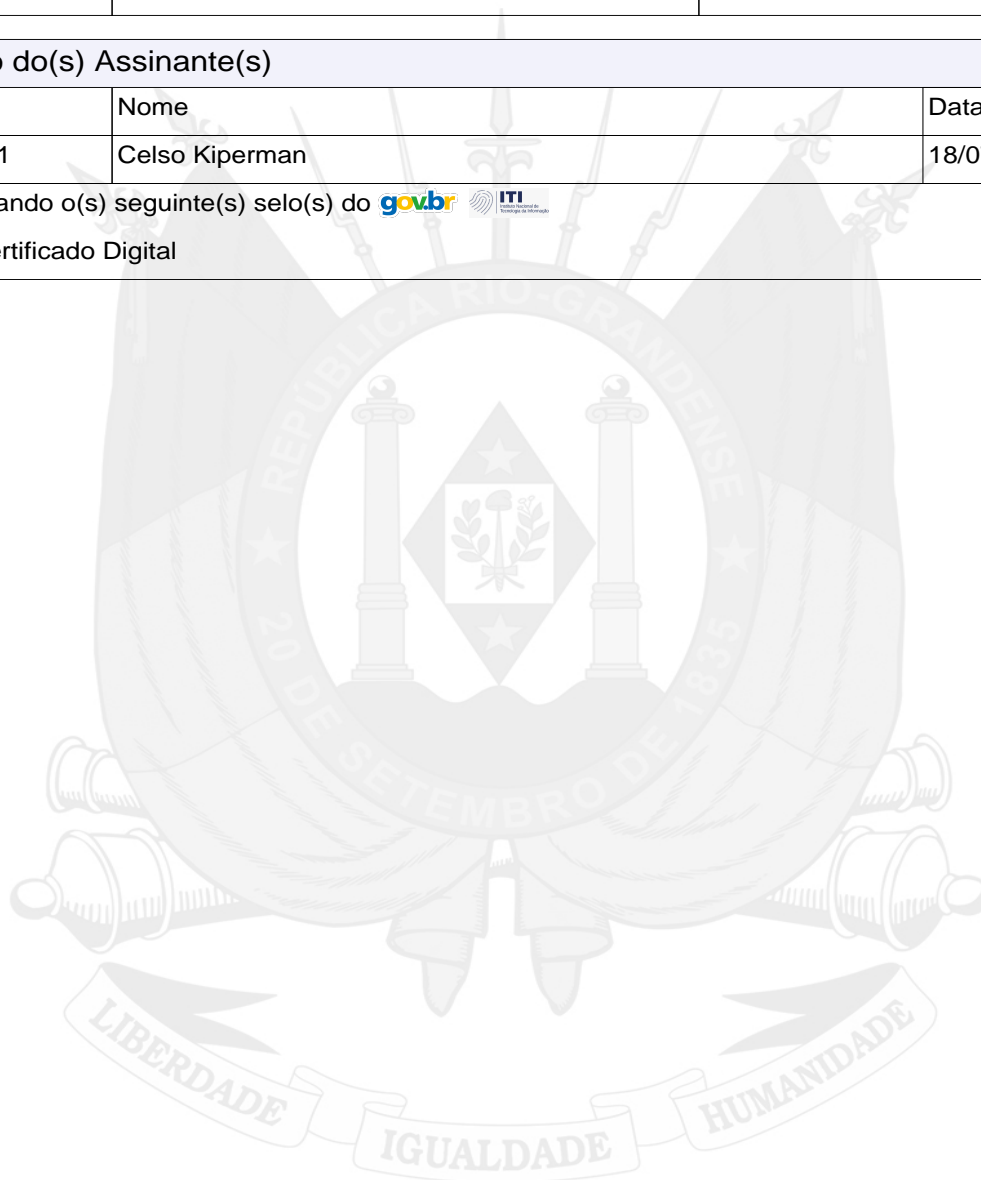 o do(s) Assinante(s)
Nome Data
1 Celso Kiperman 18/0
ando o(s) seguinte(s) selo(s) do gov.br ITI
ertificado Digital
REPÚBLICA RIO-GRANDENSE
20 DE SETEMBRO DE 1835
LIBERDADE IGUALDADE HUMANIDADE